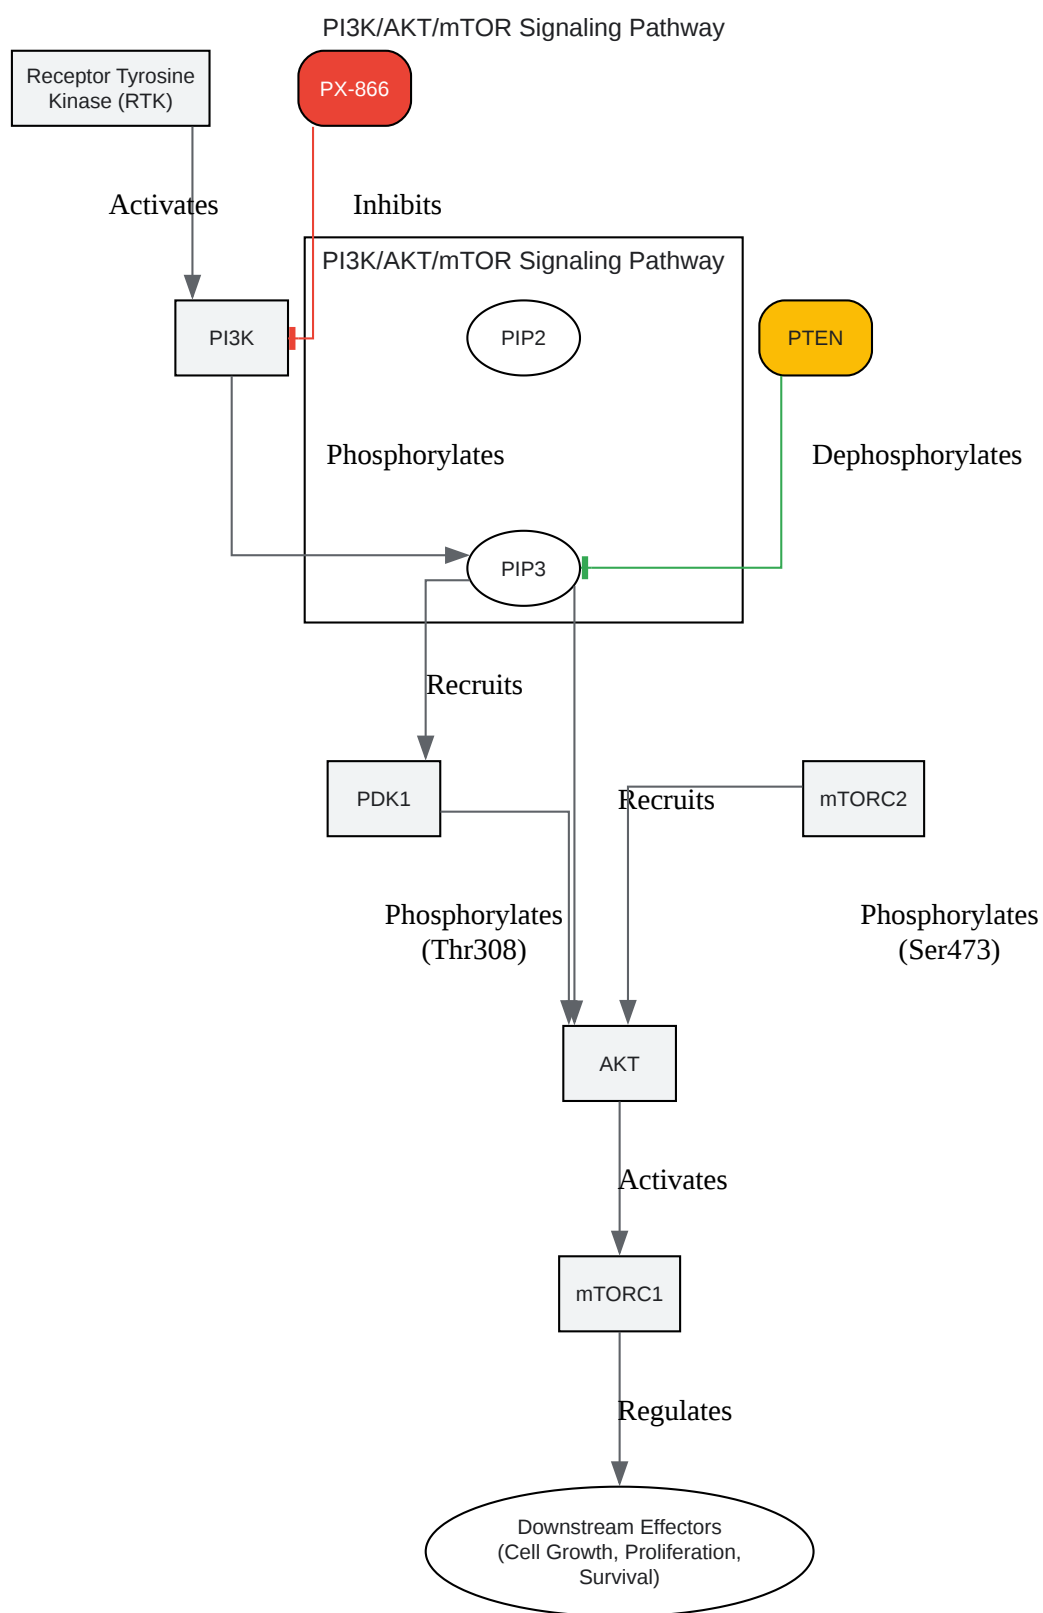 PI3K/AKT/mTOR Signaling Pathway
Receptor Tyrosine
Kinase (RTK)
PX-866
Activates
Inhibits
PI3K/AKT/mTOR Signaling Pathway
PI3K
PIP2
PTEN
Phosphorylates
Dephosphorylates
PIP3
Recruits
PDK1
Recruits
mTORC2
Phosphorylates
(Thr308)
Phosphorylates
(Ser473)
AKT
Activates
mTORC1
Regulates
Downstream Effectors
(Cell Growth, Proliferation,
Survival)